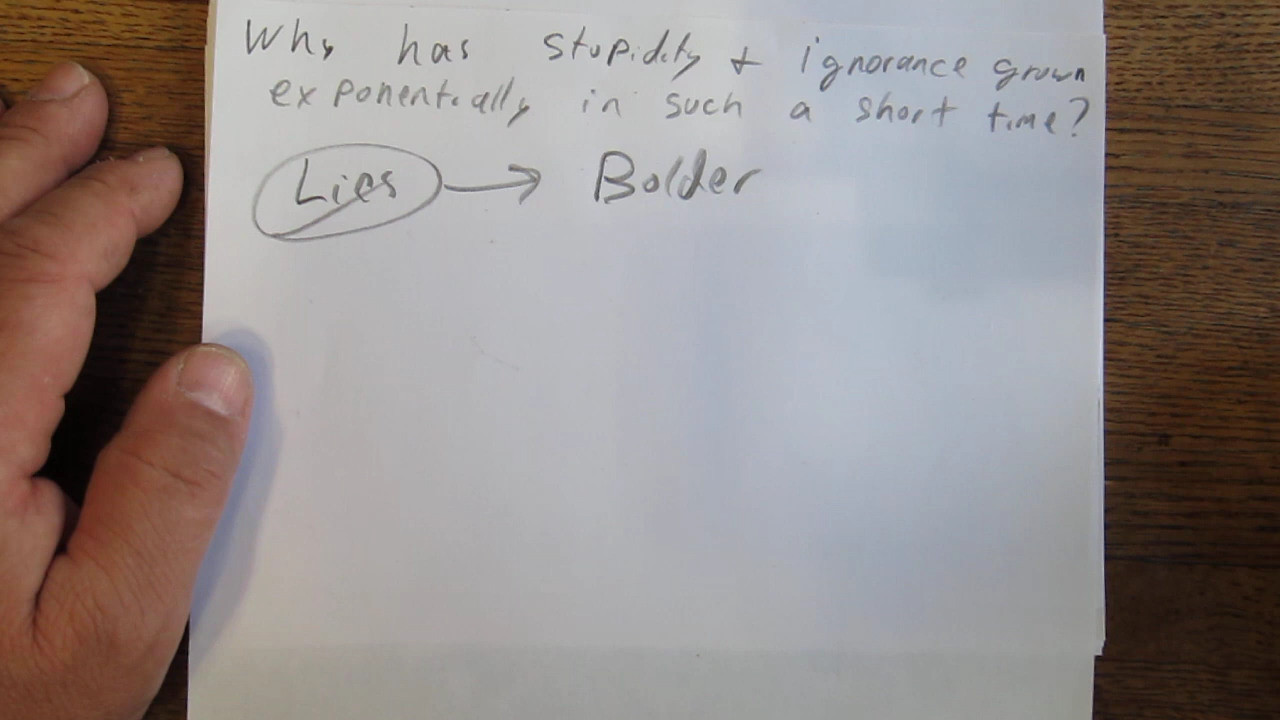 Why has stupidity + ignorance grown
exponentially in such a short time?
Lies → Bolder